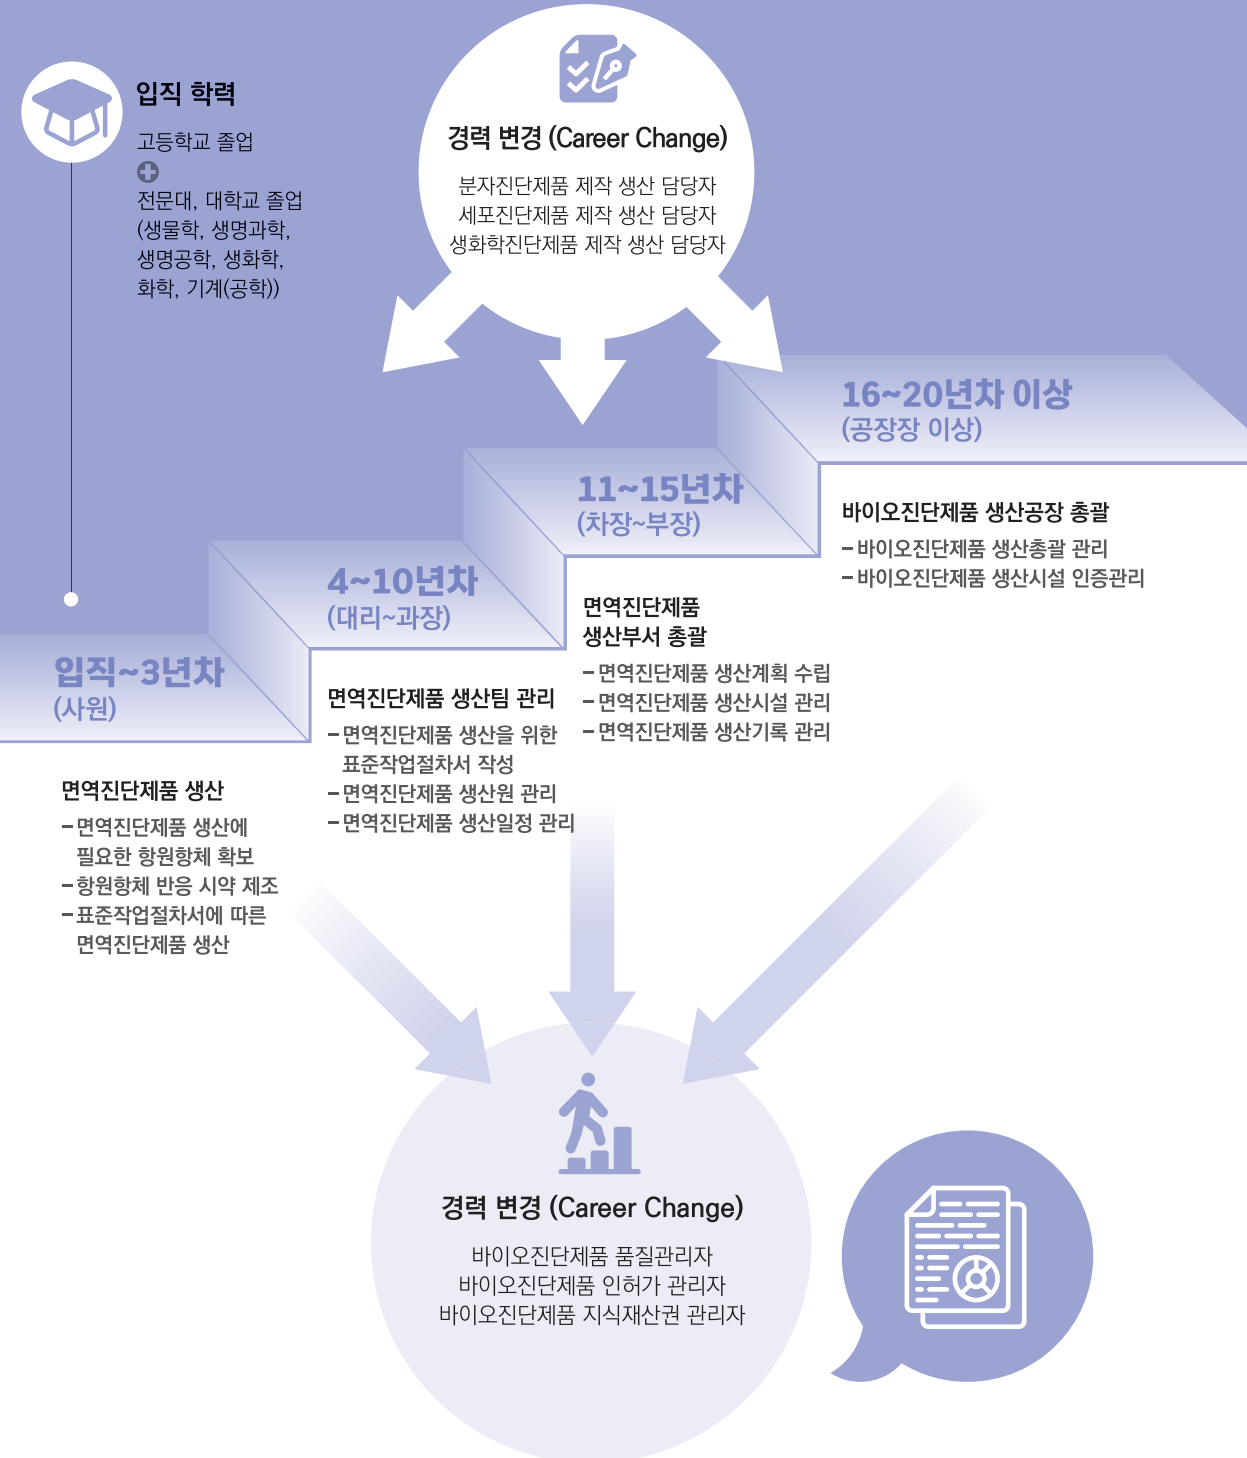 입직 학력
고등학교 졸업
전문대, 대학교 졸업
(생물학, 생명과학,
생명공학, 생화학,
화학, 기계(공학))
경력 변경 (Career Change)
분자진단제품 제작 생산 담당자
세포진단제품 제작 생산 담당자
생화학진단제품 제작 생산 담당자
입직~3년차
(사원)
면역진단제품 생산
– 면역진단제품 생산에
필요한 항원항체 확보
– 항원항체 반응 시약 제조
– 표준작업절차서에 따른
면역진단제품 생산
4~10년차
(대리~과장)
면역진단제품 생산팀 관리
– 면역진단제품 생산을 위한
표준작업절차서 작성
– 면역진단제품 생산원 관리
– 면역진단제품 생산일정 관리
11~15년차
(차장~부장)
면역진단제품
생산부서 총괄
– 면역진단제품 생산계획 수립
– 면역진단제품 생산시설 관리
– 면역진단제품 생산기록 관리
16~20년차 이상
(공장장 이상)
바이오진단제품 생산공장 총괄
– 바이오진단제품 생산총괄 관리
– 바이오진단제품 생산시설 인증관리
경력 변경 (Career Change)
바이오진단제품 품질관리자
바이오진단제품 인허가 관리자
바이오진단제품 지식재산권 관리자